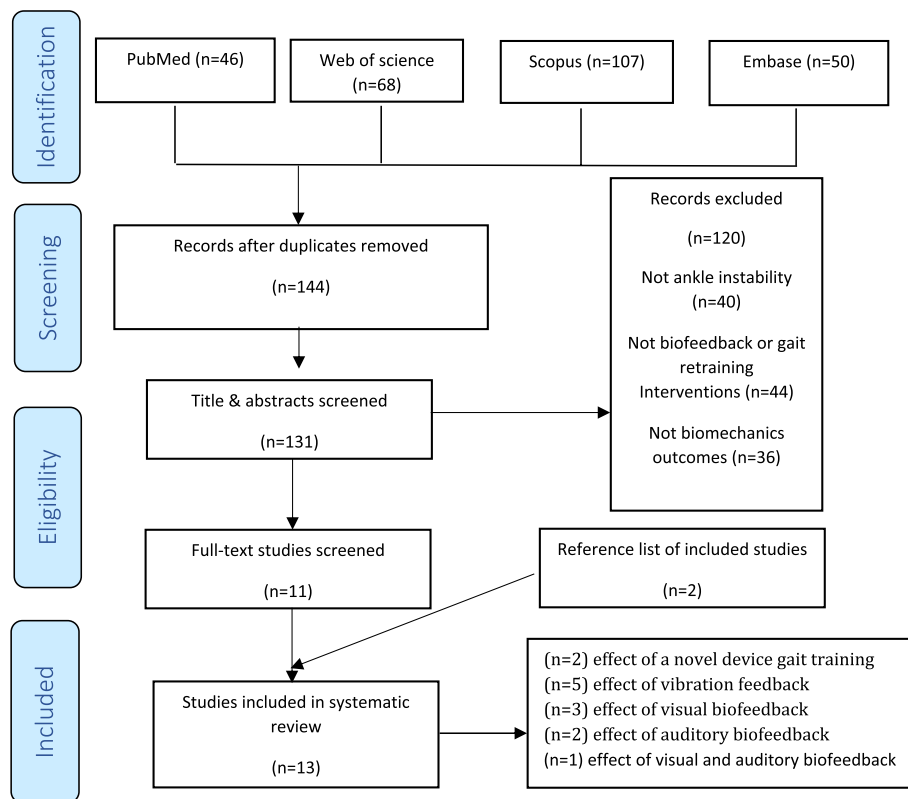 Identification
PubMed (n=46)
Web of science
(n=68)
Scopus (n=107)
Embase (n=50)
Screening
Records after duplicates removed
(n=144)
Records excluded
(n=120)
Not ankle instability
(n=40)
Not biofeedback or gait
retraining
Interventions (n=44)
Not biomechanics
outcomes (n=36)
Title & abstracts screened
(n=131)
Eligibility
Full-text studies screened
(n=11)
Reference list of included studies
(n=2)
Included
Studies included in systematic
review
(n=13)
(n=2) effect of a novel device gait training
(n=5) effect of vibration feedback
(n=3) effect of visual biofeedback
(n=2) effect of auditory biofeedback
(n=1) effect of visual and auditory biofeedback